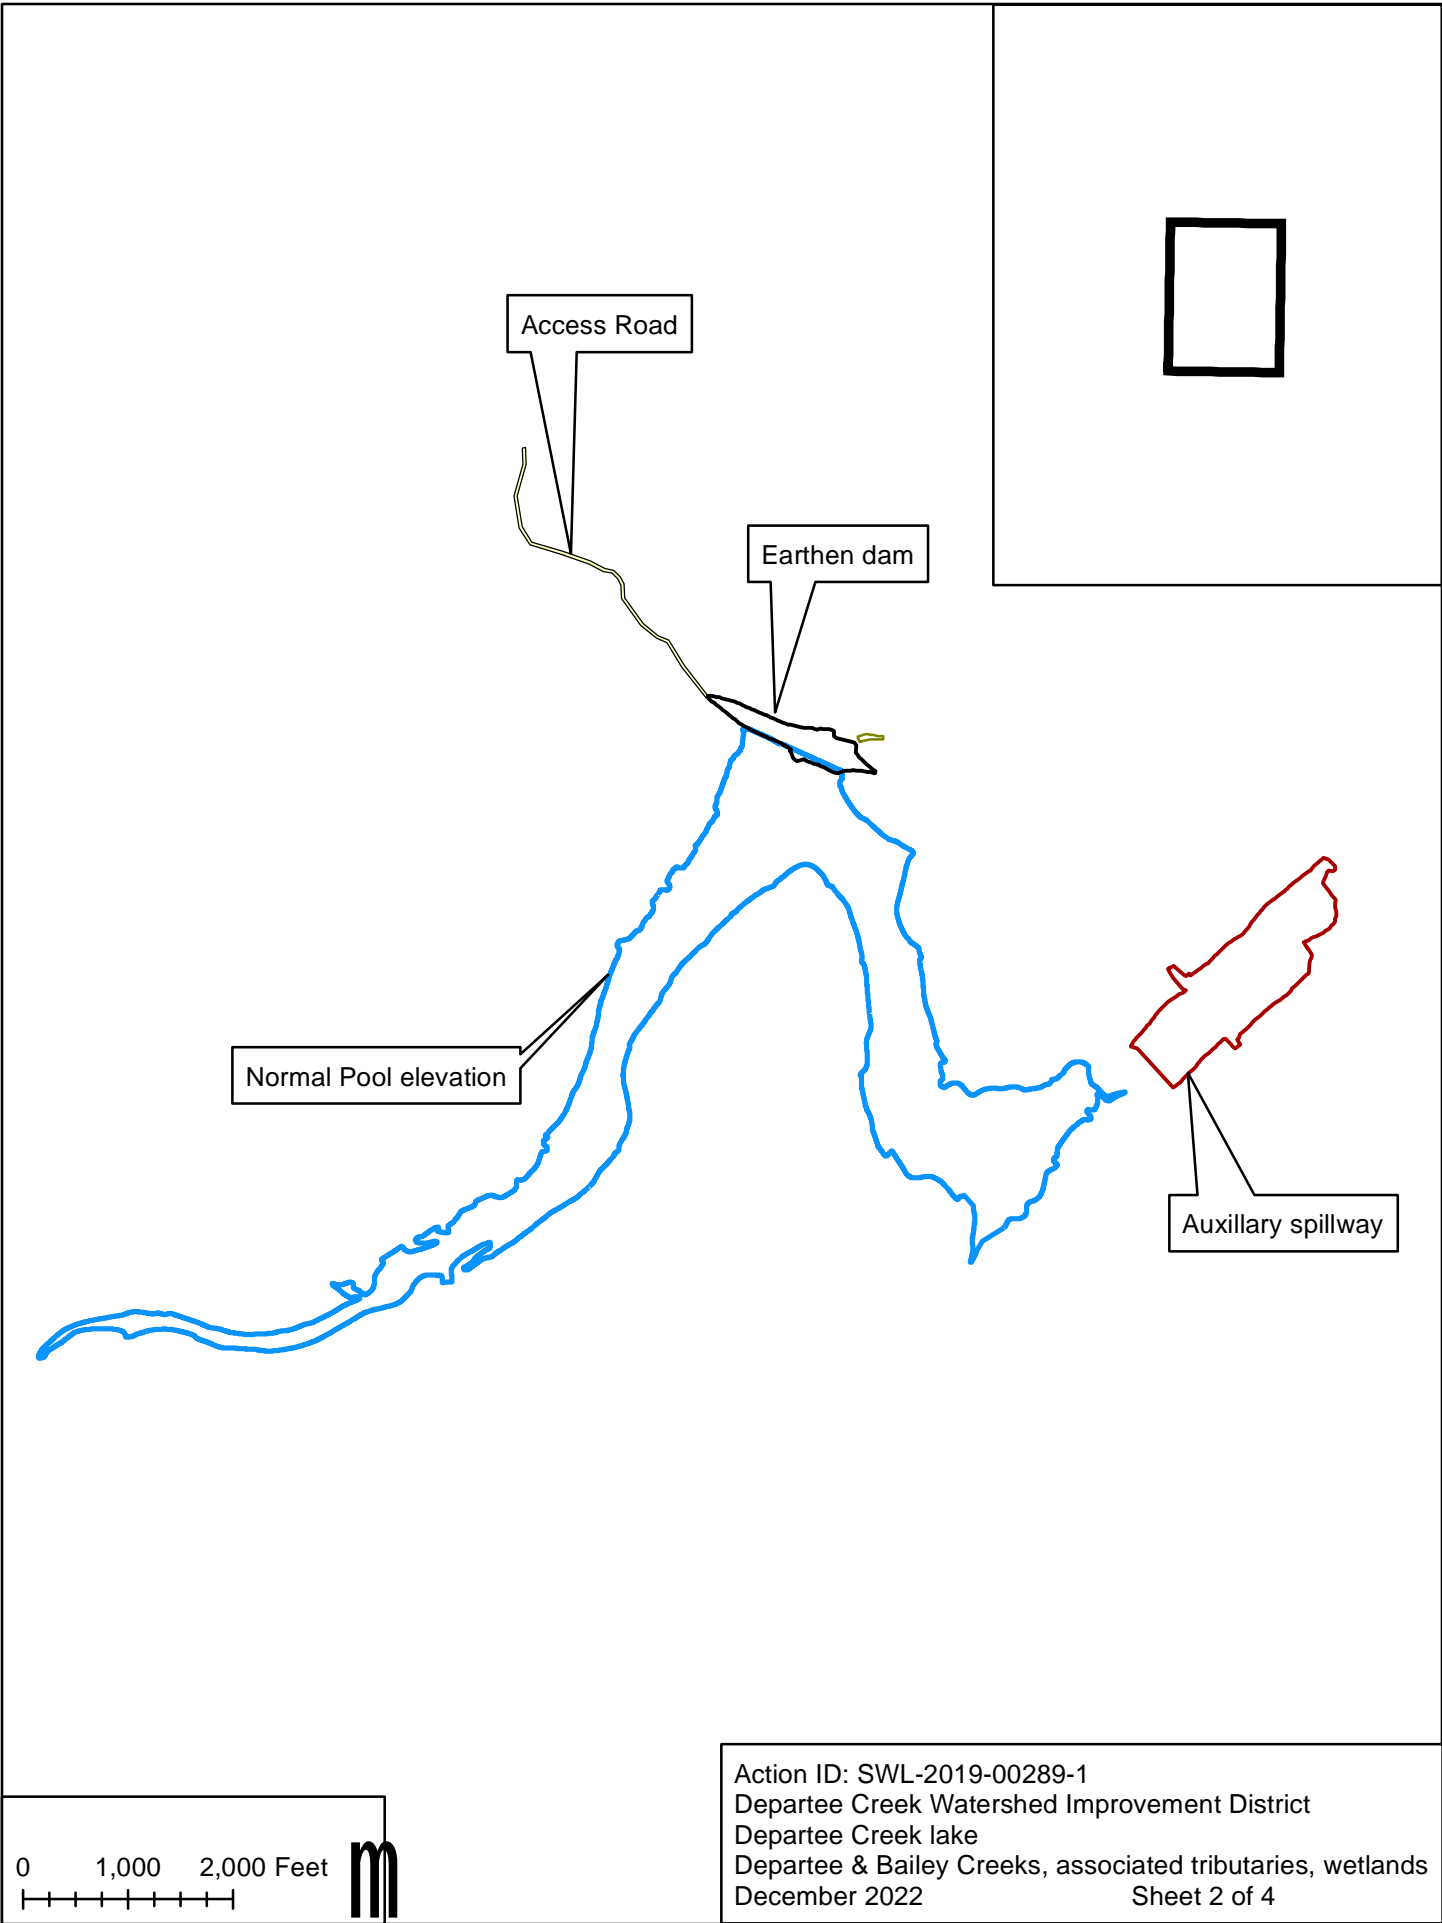 Access Road
Earthen dam
Normal Pool elevation
Auxillary spillway
0 1,000 2,000 Feet
m
Action ID: SWL-2019-00289-1
Departee Creek Watershed Improvement District
Departee Creek lake
Departee & Bailey Creeks, associated tributaries, wetlands
December 2022 Sheet 2 of 4